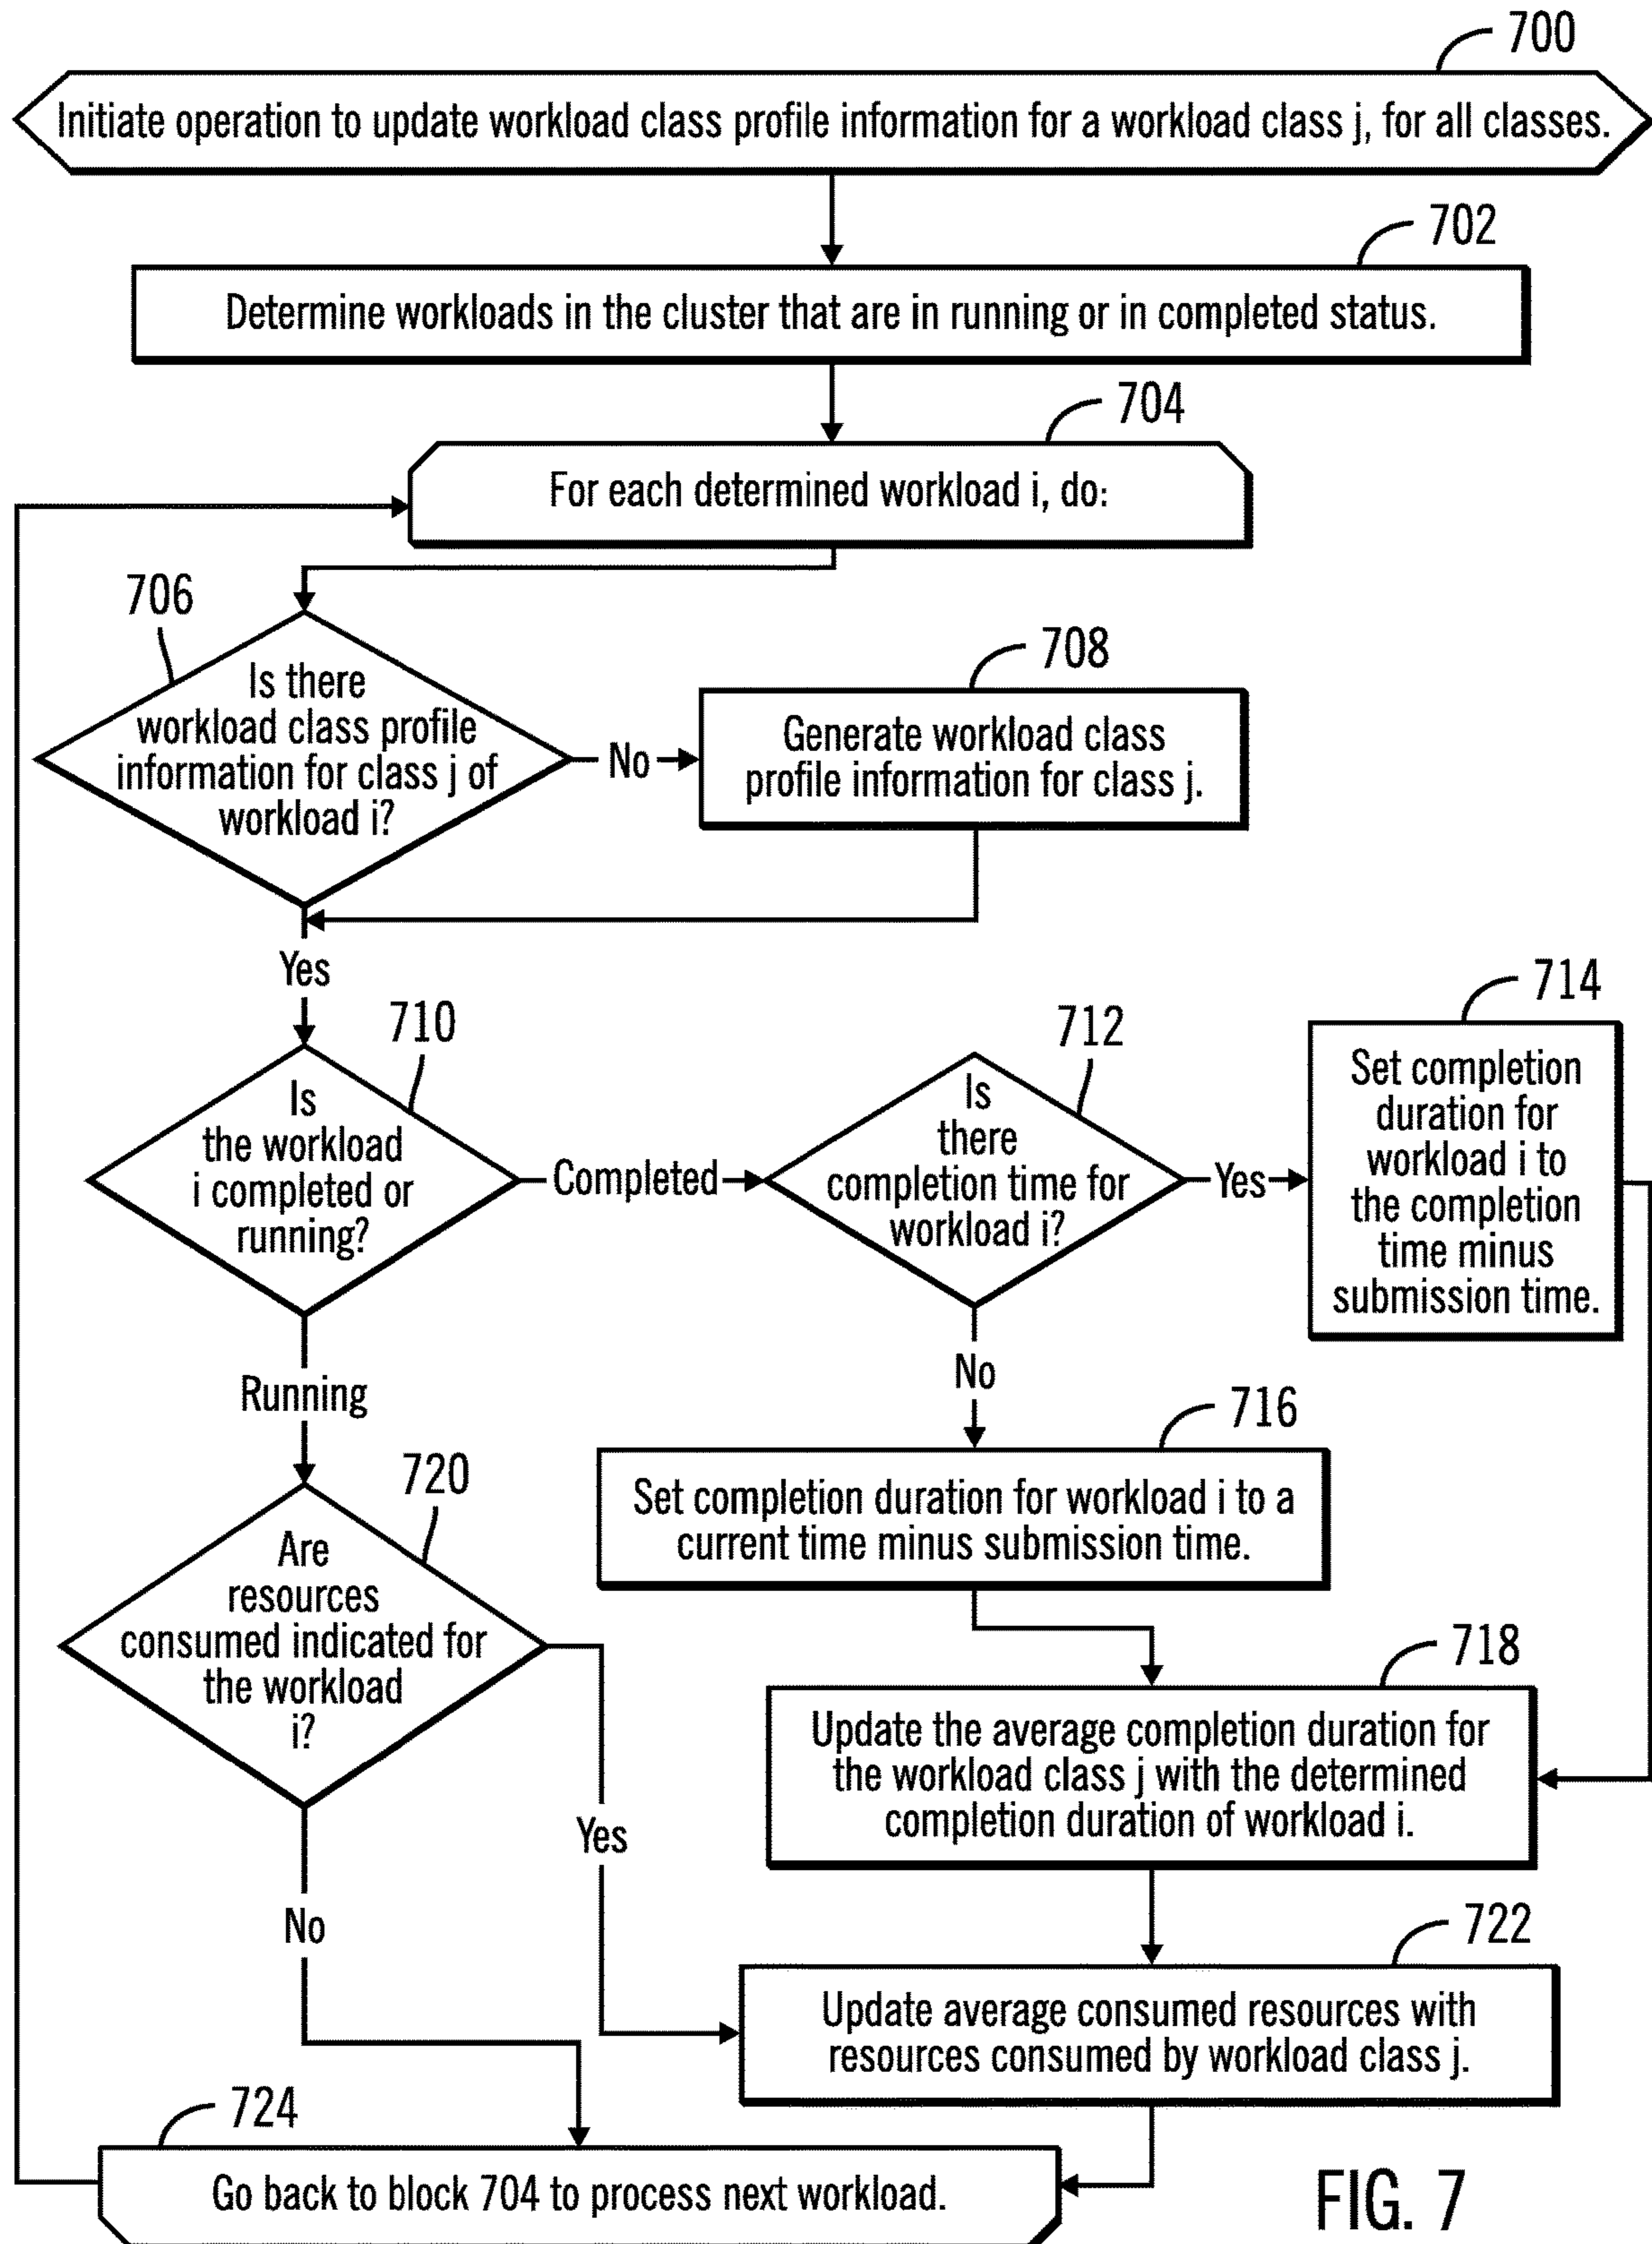 700
Initiate operation to update workload class profile information for a workload class j, for all classes.
702
Determine workloads in the cluster that are in running or in completed status.
704
For each determined workload i, do:
706
Is there
workload class profile
information for class j of
workload i?
No
708
Generate workload class
profile information for class j.
Yes
710
Is
the workload
i completed or
running?
Completed
712
Is
there
completion time for
workload i?
Yes
714
Set completion
duration for
workload i to
the completion
time minus
submission time.
No
716
Set completion duration for workload i to a
current time minus submission time.
Running
720
Are
resources
consumed indicated for
the workload
i?
Yes
No
718
Update the average completion duration for
the workload class j with the determined
completion duration of workload i.
722
Update average consumed resources with
resources consumed by workload class j.
724
Go back to block 704 to process next workload.
FIG. 7